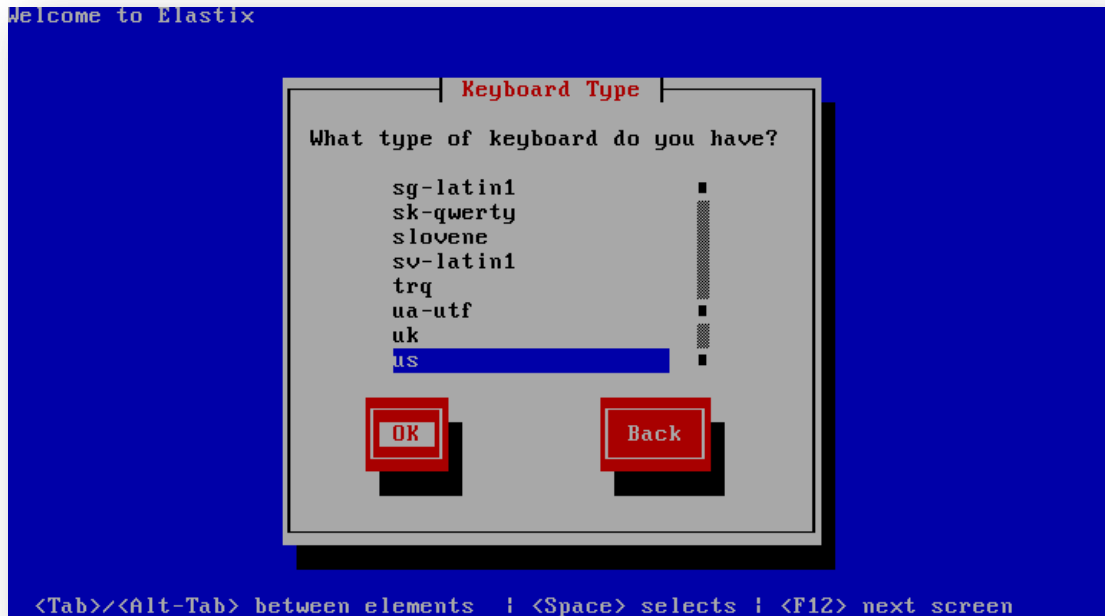 Welcome to Elastix
Keyboard Type
What type of keyboard do you have?
sg-latin1
sk-qwerty
slovene
sv-latin1
trq
ua-utf
uk
us
OK Back
<Tab>/<Alt-Tab> between elements | <Space> selects | <F12> next screen